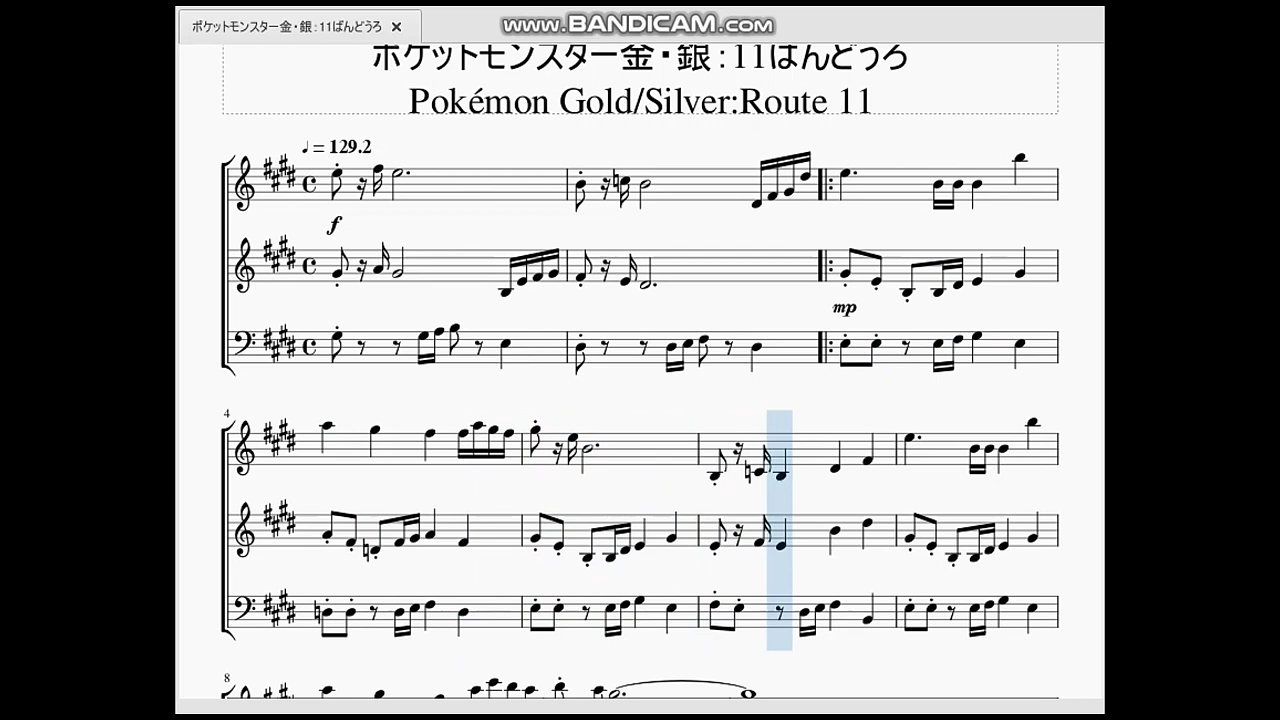 ポケットモンスター金・銀：11ばんどうろ ×
www.BANDICAM.com
ポケットモンスター金・銀：11ばんどうろ
Pokémon Gold/Silver:Route 11
♩ = 129.2
f
mp
4
8